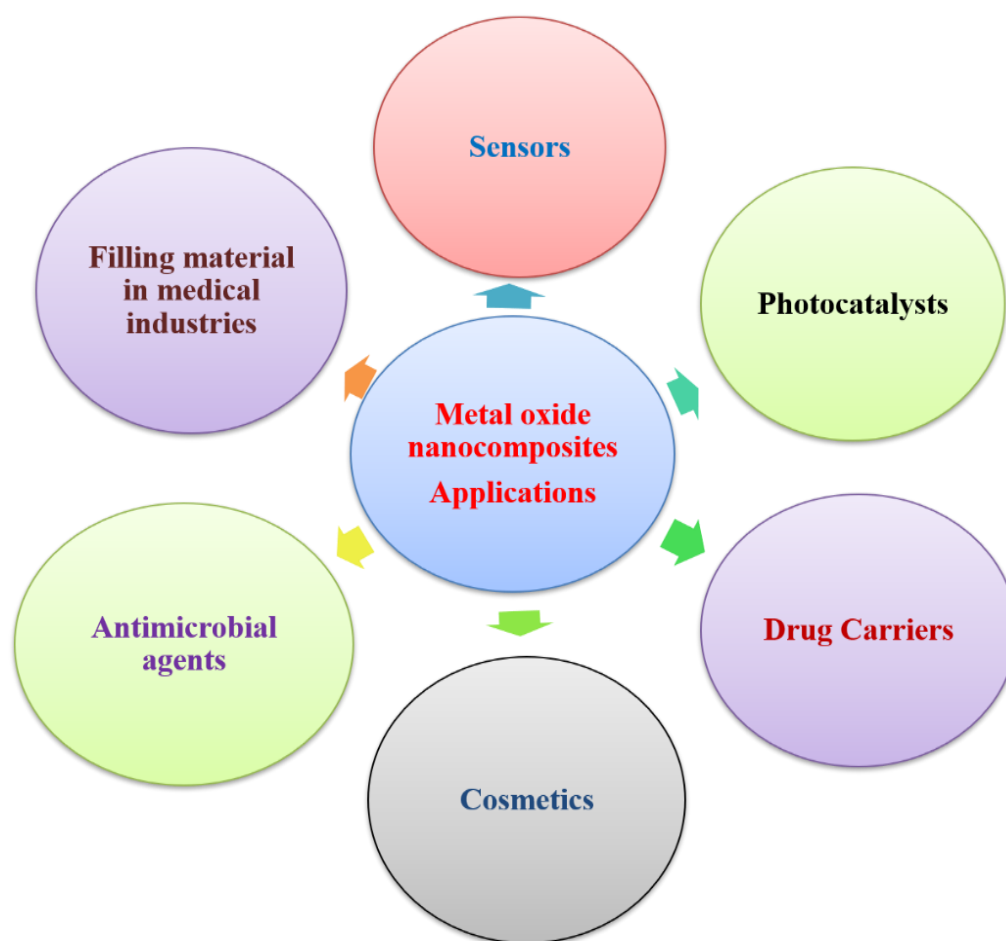 Sensors
Filling material
in medical
industries
Photocatalysts
Metal oxide
nanocomposites
Applications
Antimicrobial
agents
Drug Carriers
Cosmetics